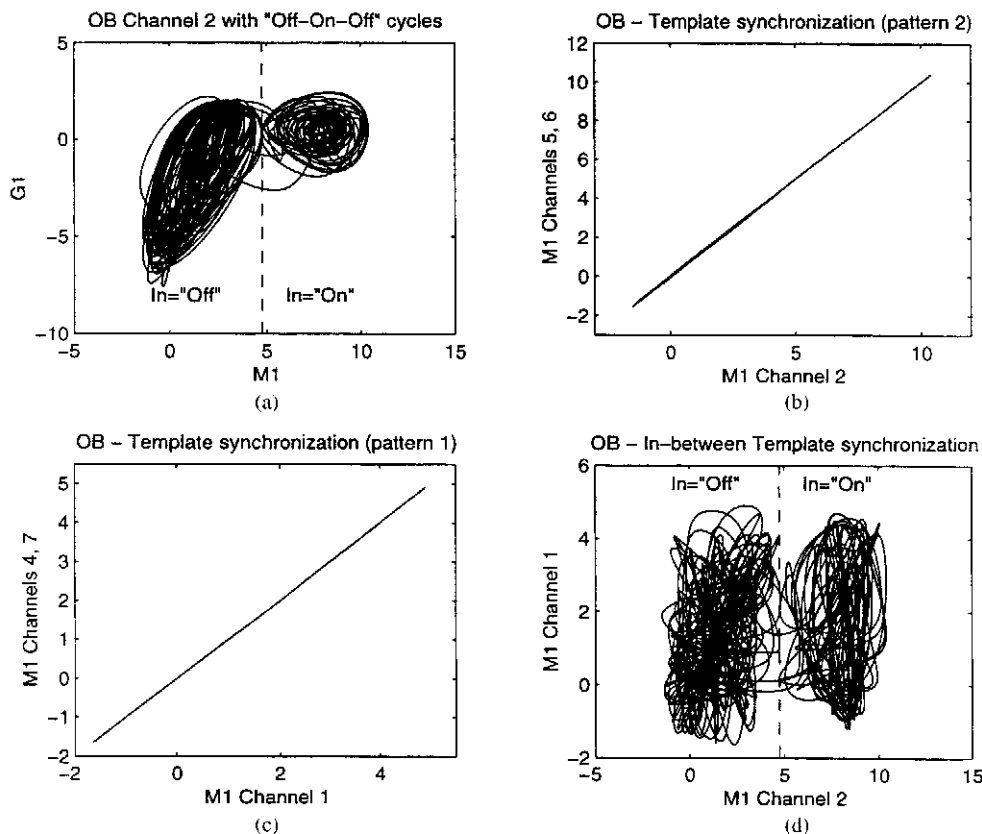 OB Channel 2 with "Off–On–Off" cycles
5
0
−5
−10
G1
In="Off"
In="On"
−5
0
5
10
15
M1
(a)
OB – Template synchronization (pattern 2)
12
10
8
6
4
2
0
−2
M1 Channels 5, 6
0
5
10
M1 Channel 2
(b)
OB – Template synchronization (pattern 1)
5
4
3
2
1
0
−1
−2
M1 Channels 4, 7
−2
0
2
4
M1 Channel 1
(c)
OB – In–between Template synchronization
6
4
2
0
−2
M1 Channel 1
In="Off"
In="On"
−5
0
5
10
15
M1 Channel 2
(d)